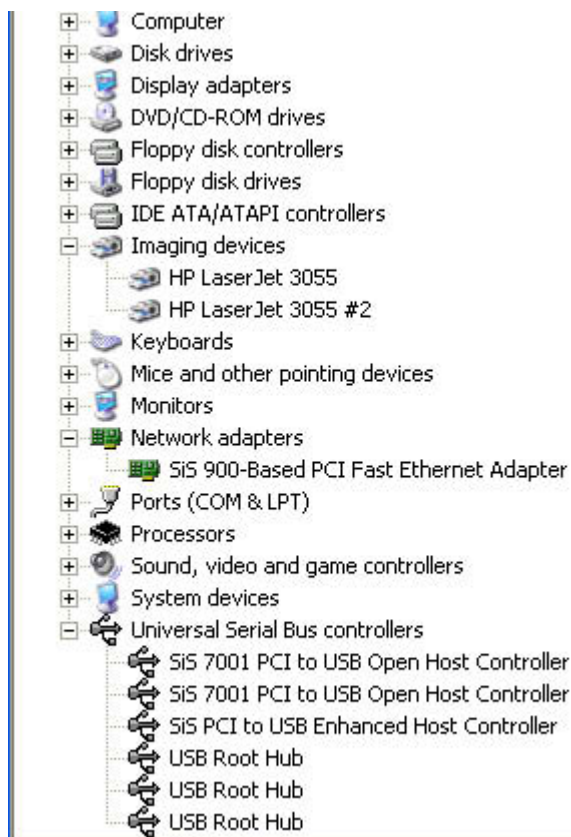 Computer
Disk drives
Display adapters
DVD/CD-ROM drives
Floppy disk controllers
Floppy disk drives
IDE ATA/ATAPI controllers
Imaging devices
HP LaserJet 3055
HP LaserJet 3055 #2
Keyboards
Mice and other pointing devices
Monitors
Network adapters
SiS 900-Based PCI Fast Ethernet Adapter
Ports (COM & LPT)
Processors
Sound, video and game controllers
System devices
Universal Serial Bus controllers
SiS 7001 PCI to USB Open Host Controller
SiS 7001 PCI to USB Open Host Controller
SiS PCI to USB Enhanced Host Controller
USB Root Hub
USB Root Hub
USB Root Hub